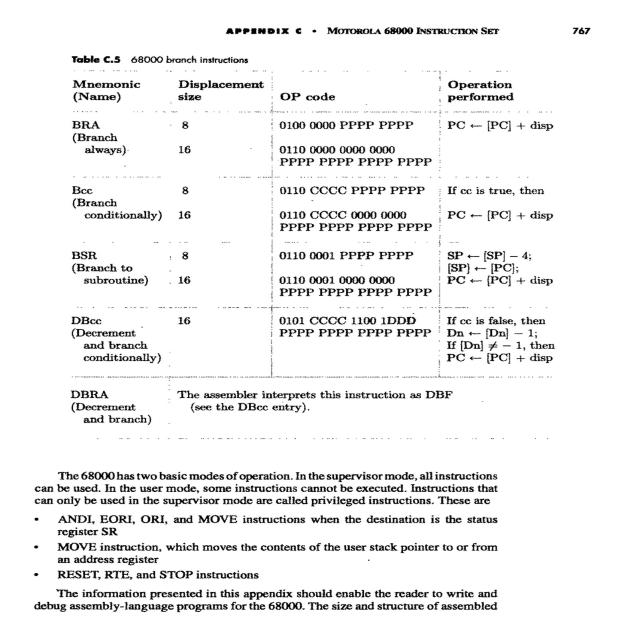 APPENDIX C • MOTOROLA 68000 INSTRUCTION SET 767
Table C.5 68000 branch instructions
Mnemonic Displacement Operation
(Name) size OP code performed
BRA 8 0100 0000 PPPP PPPP PC ← [PC] + disp
(Branch
always) 16 0110 0000 0000 0000
PPPP PPPP PPPP PPPP
Bcc 8 0110 CCCC PPPP PPPP If cc is true, then
(Branch
conditionally) 16 0110 CCCC 0000 0000 PC ← [PC] + disp
PPPP PPPP PPPP PPPP
BSR 8 0110 0001 PPPP PPPP SP ← [SP] − 4;
(Branch to [SP] ← [PC];
subroutine) 16 0110 0001 0000 0000 PC ← [PC] + disp
PPPP PPPP PPPP PPPP
DBcc 16 0101 CCCC 1100 1DDD If cc is false, then
(Decrement PPPP PPPP PPPP PPPP Dn ← [Dn] − 1;
and branch If [Dn] ≠ − 1, then
conditionally) PC ← [PC] + disp
DBRA The assembler interprets this instruction as DBF
(Decrement (see the DBcc entry).
and branch)
The 68000 has two basic modes of operation. In the supervisor mode, all instructions
can be used. In the user mode, some instructions cannot be executed. Instructions that
can only be used in the supervisor mode are called privileged instructions. These are
• ANDI, EORI, ORI, and MOVE instructions when the destination is the status
register SR
• MOVE instruction, which moves the contents of the user stack pointer to or from
an address register
• RESET, RTE, and STOP instructions
The information presented in this appendix should enable the reader to write and
debug assembly-language programs for the 68000. The size and structure of assembled